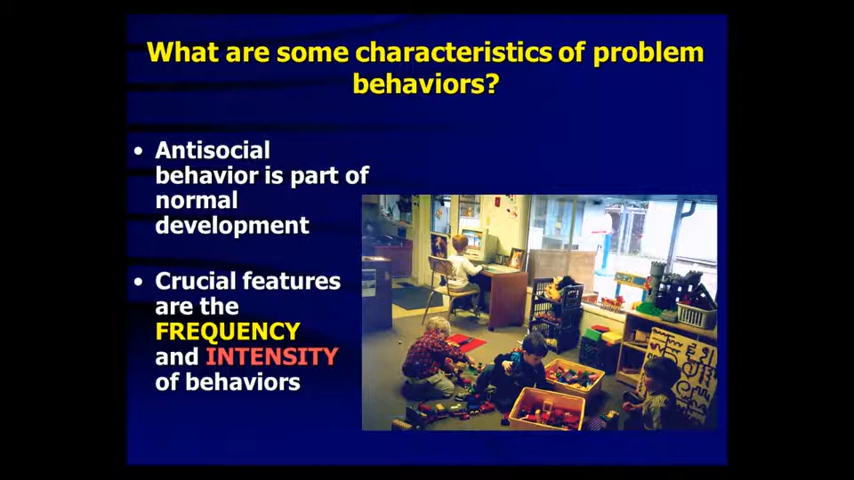 What are some characteristics of problem
behaviors?
• Antisocial
behavior is part of
normal
development
• Crucial features
are the
FREQUENCY
and INTENSITY
of behaviors